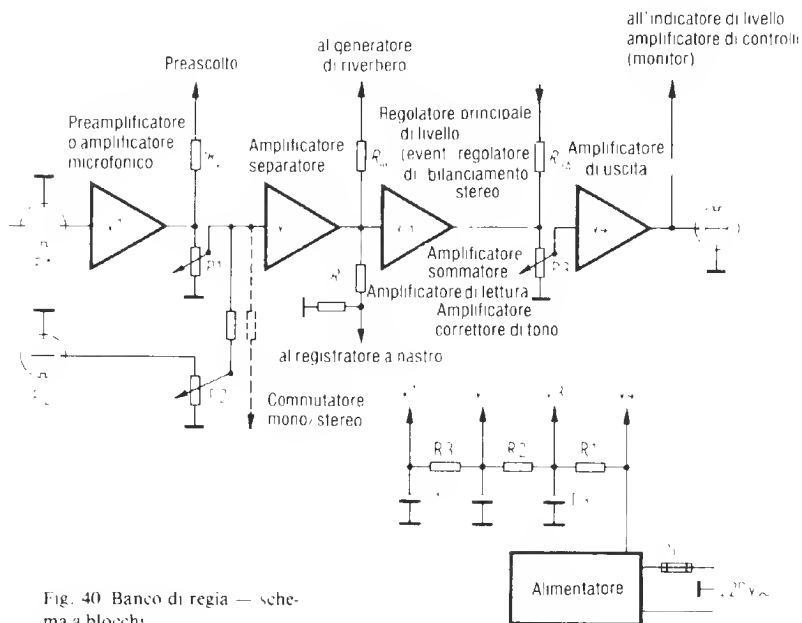 all'indicatore di livello
amplificatore di controllo
(monitor)
al generatore
di riverbero
Preascolto
Preamplificatore
o amplificatore
microfonico
Amplificatore
separatore
Regolatore principale
di livello
(event regolatore
di bilanciamento
stereo
Amplificatore
di uscita
P1
P2
P3
Amplificatore
sommatore
Amplificatore di lettura
Amplificatore
correttore di tono
al registratore a nastro
Commutatore
mono/stereo
R3
R2
R1
Alimentatore
Fig. 40 Banco di regia — sche-
ma a blocchi